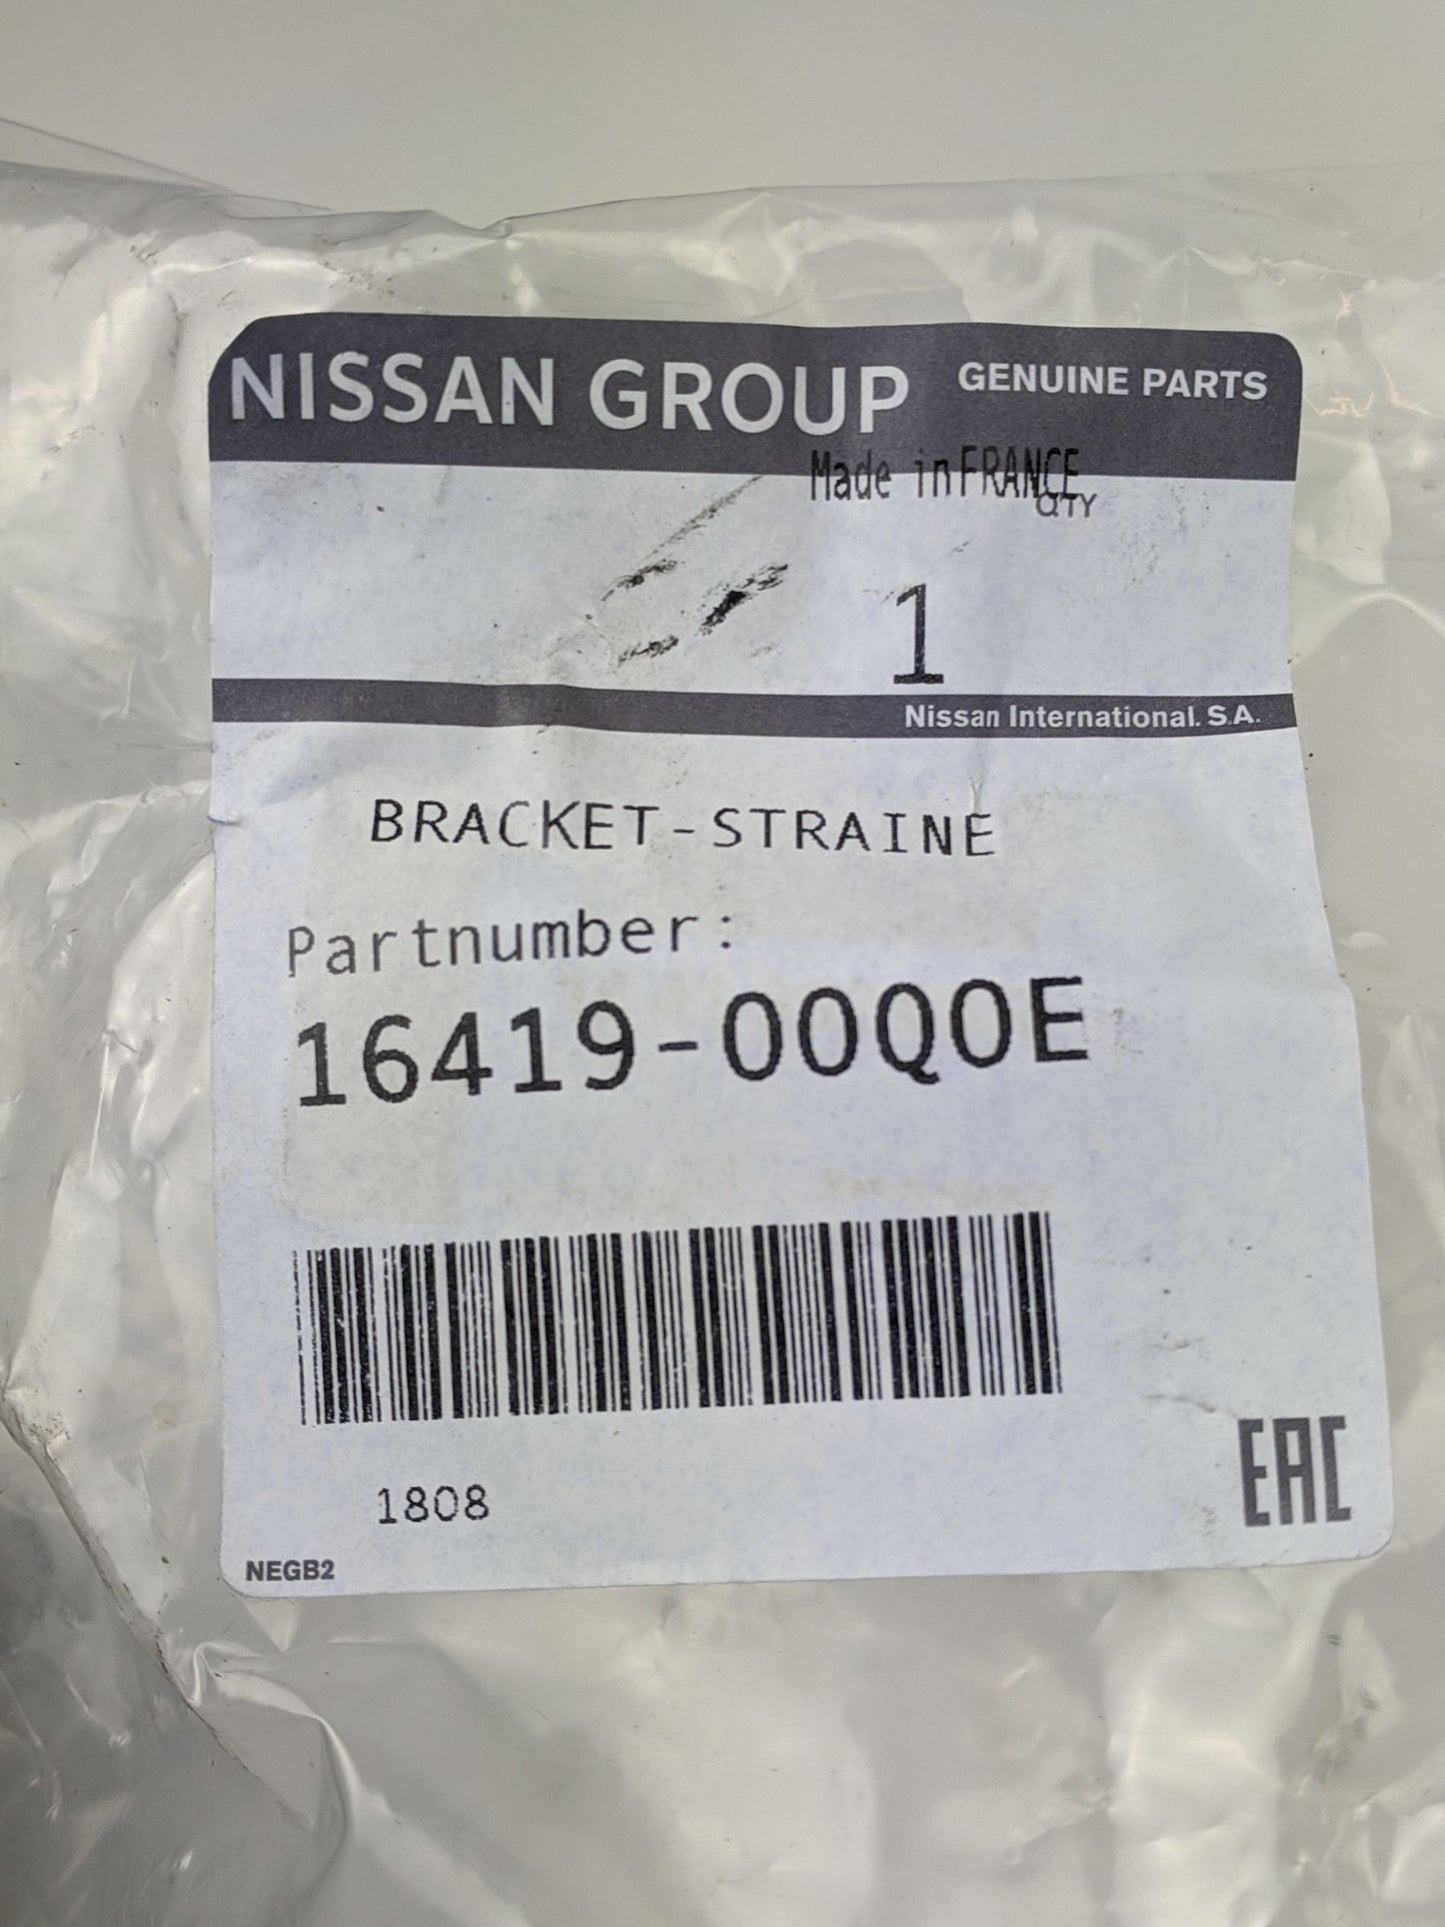 NISSAN GROUP GENUINE PARTS
Made in FRANCE
QTY
1
Nissan International. S.A.
BRACKET-STRAINE
Partnumber:
16419-00Q0E
1808
NEGB2
EAC